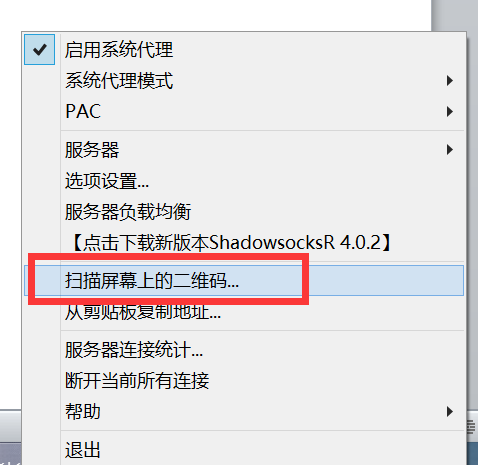 启用系统代理
系统代理模式
PAC
服务器
选项设置...
服务器负载均衡
【点击下载新版本ShadowsocksR 4.0.2】
扫描屏幕上的二维码...
从剪贴板复制地址...
服务器连接统计...
断开当前所有连接
帮助
退出